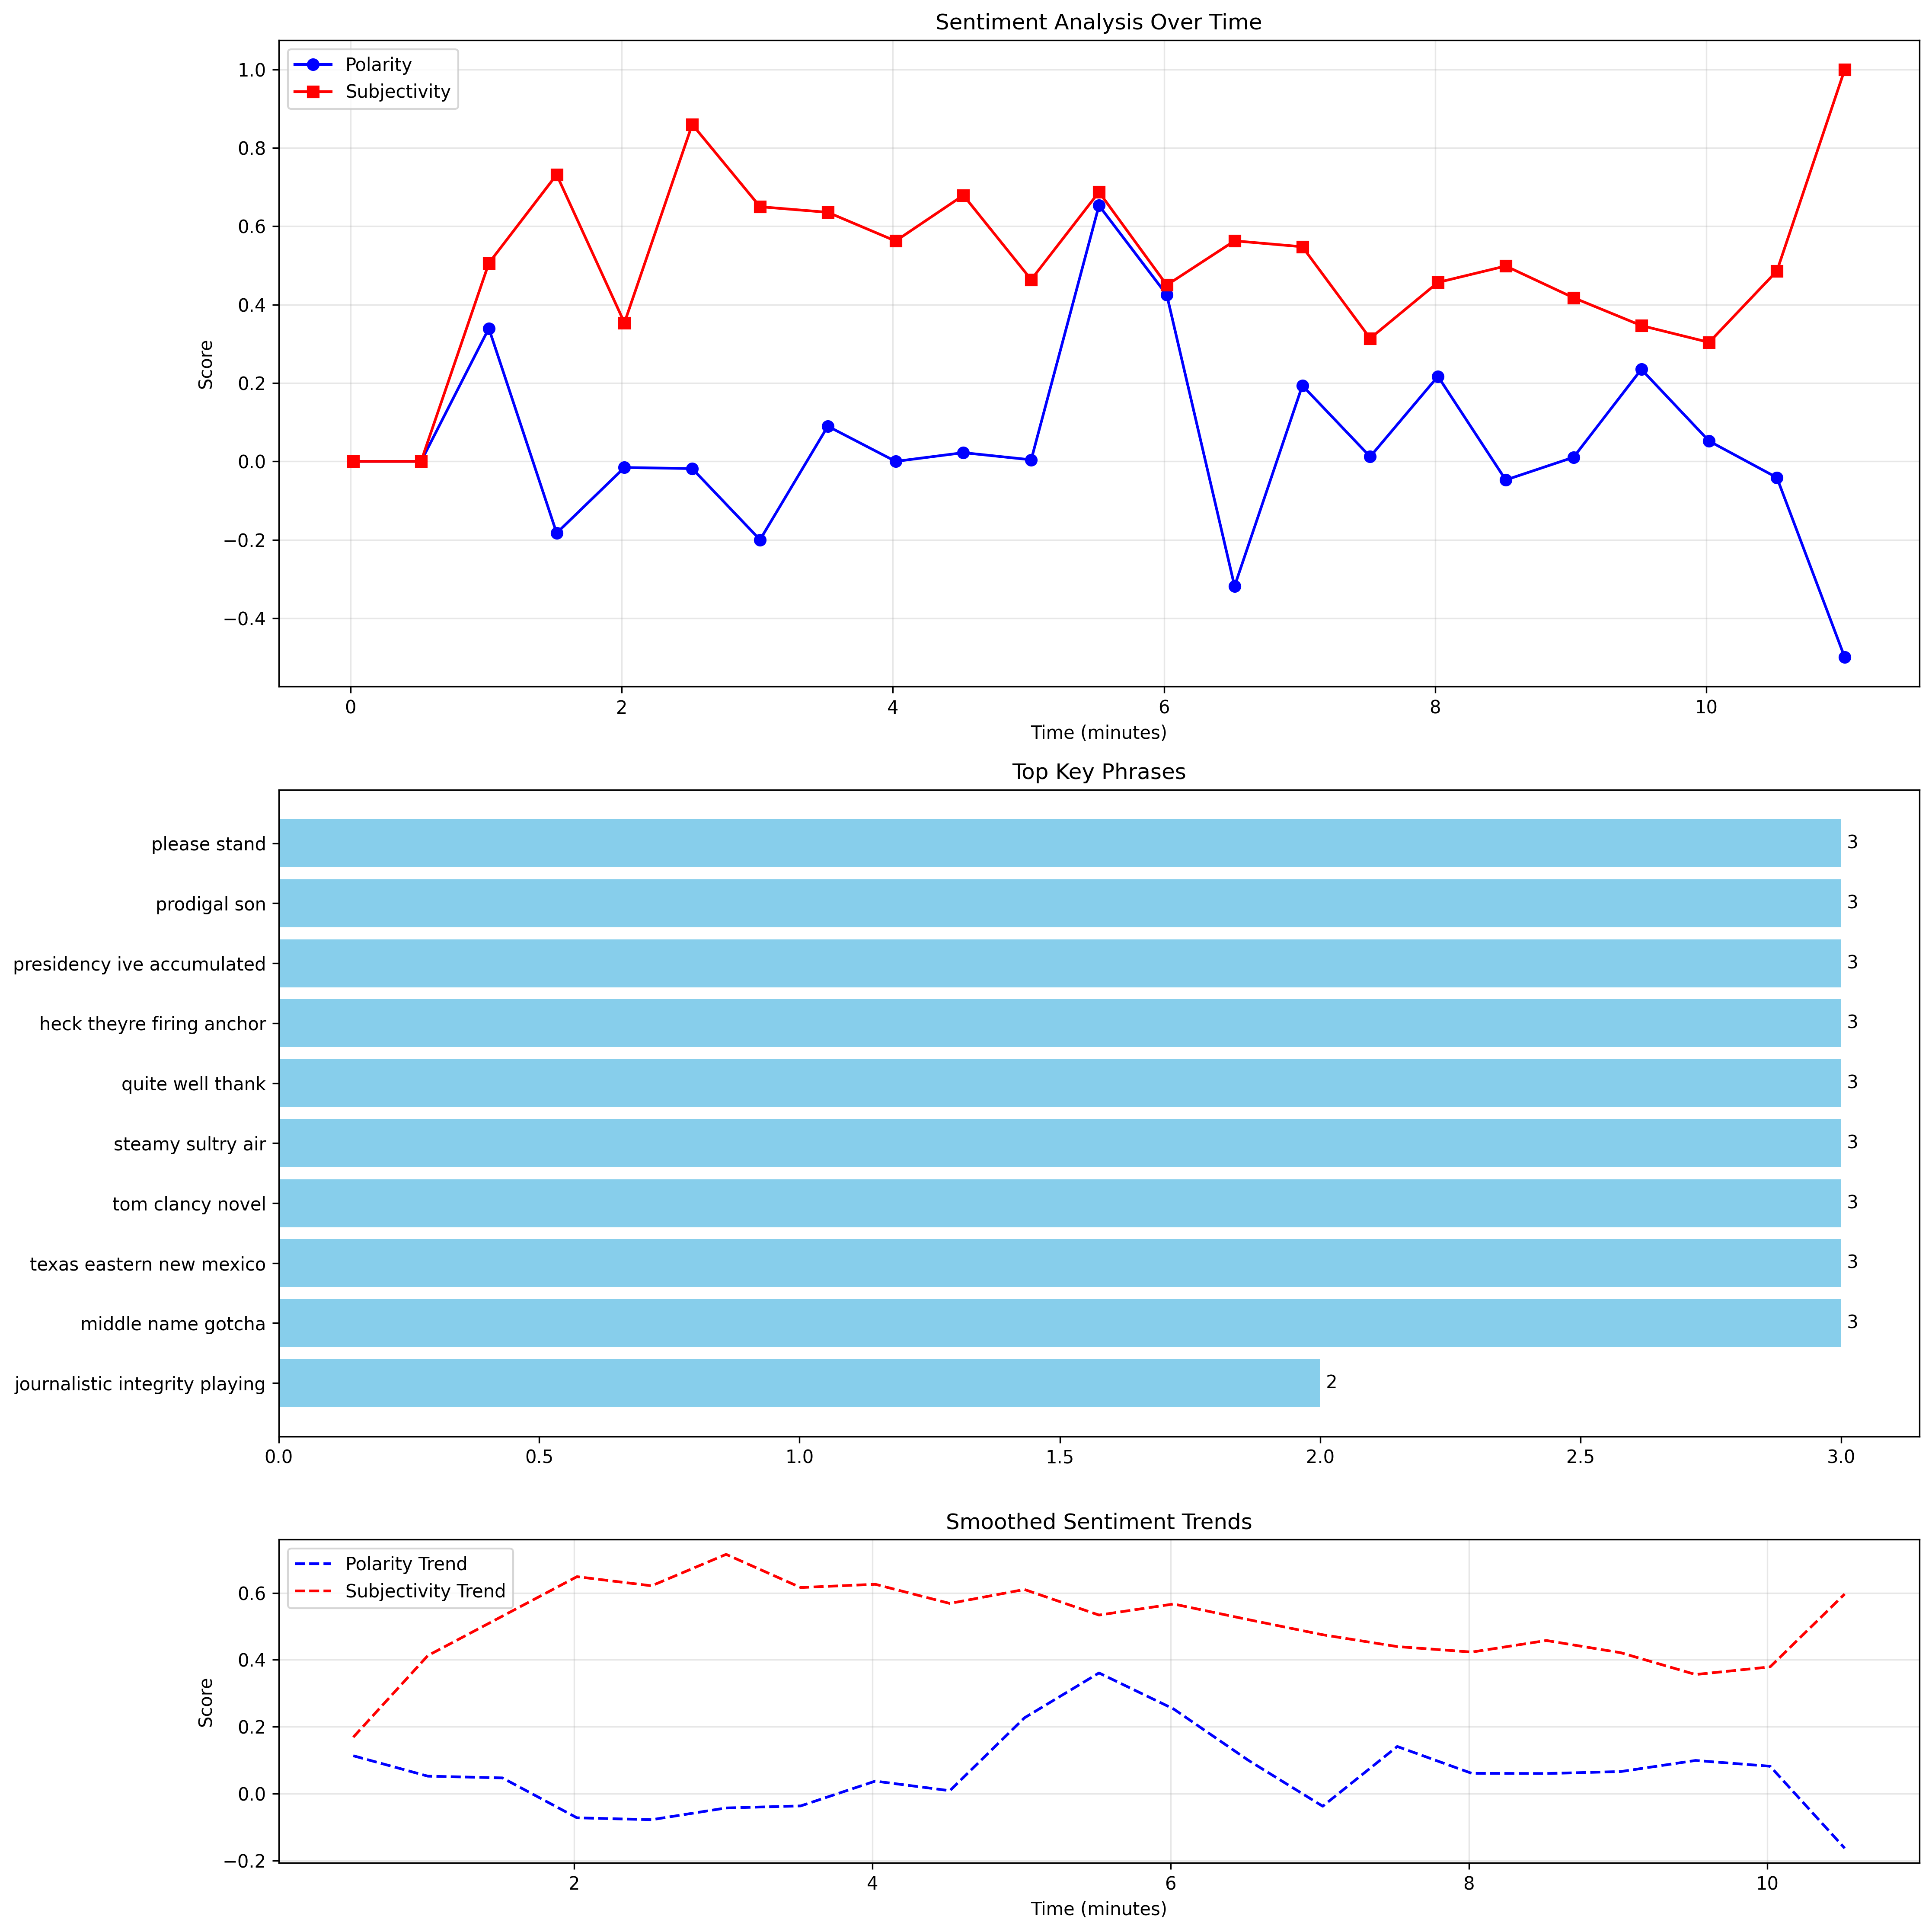 Sentiment Analysis Over Time
Polarity
Subjectivity
1.0
0.8
0.6
0.4
0.2
0.0
−0.2
−0.4
Score
0 2 4 6 8 10
Time (minutes)
Top Key Phrases
please stand 3
prodigal son 3
presidency ive accumulated 3
heck theyre firing anchor 3
quite well thank 3
steamy sultry air 3
tom clancy novel 3
texas eastern new mexico 3
middle name gotcha 3
journalistic integrity playing 2
0.0 0.5 1.0 1.5 2.0 2.5 3.0
Smoothed Sentiment Trends
Polarity Trend
Subjectivity Trend
0.6
0.4
0.2
0.0
−0.2
Score
2 4 6 8 10
Time (minutes)